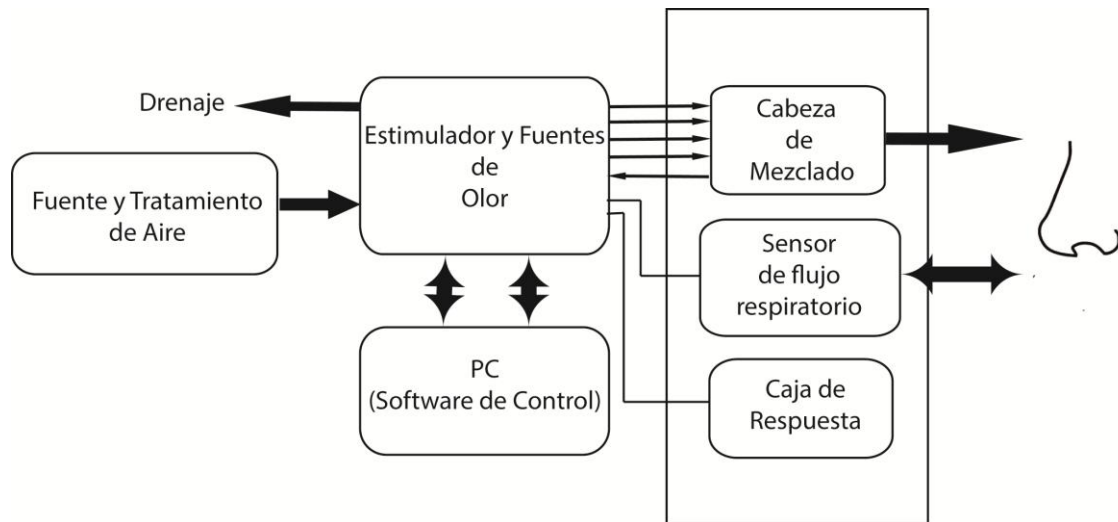 Drenaje
Fuente y Tratamiento
de Aire
Estimulador y Fuentes
de
Olor
PC
(Software de Control)
Cabeza
de
Mezclado
Sensor
de flujo
respiratorio
Caja de
Respuesta